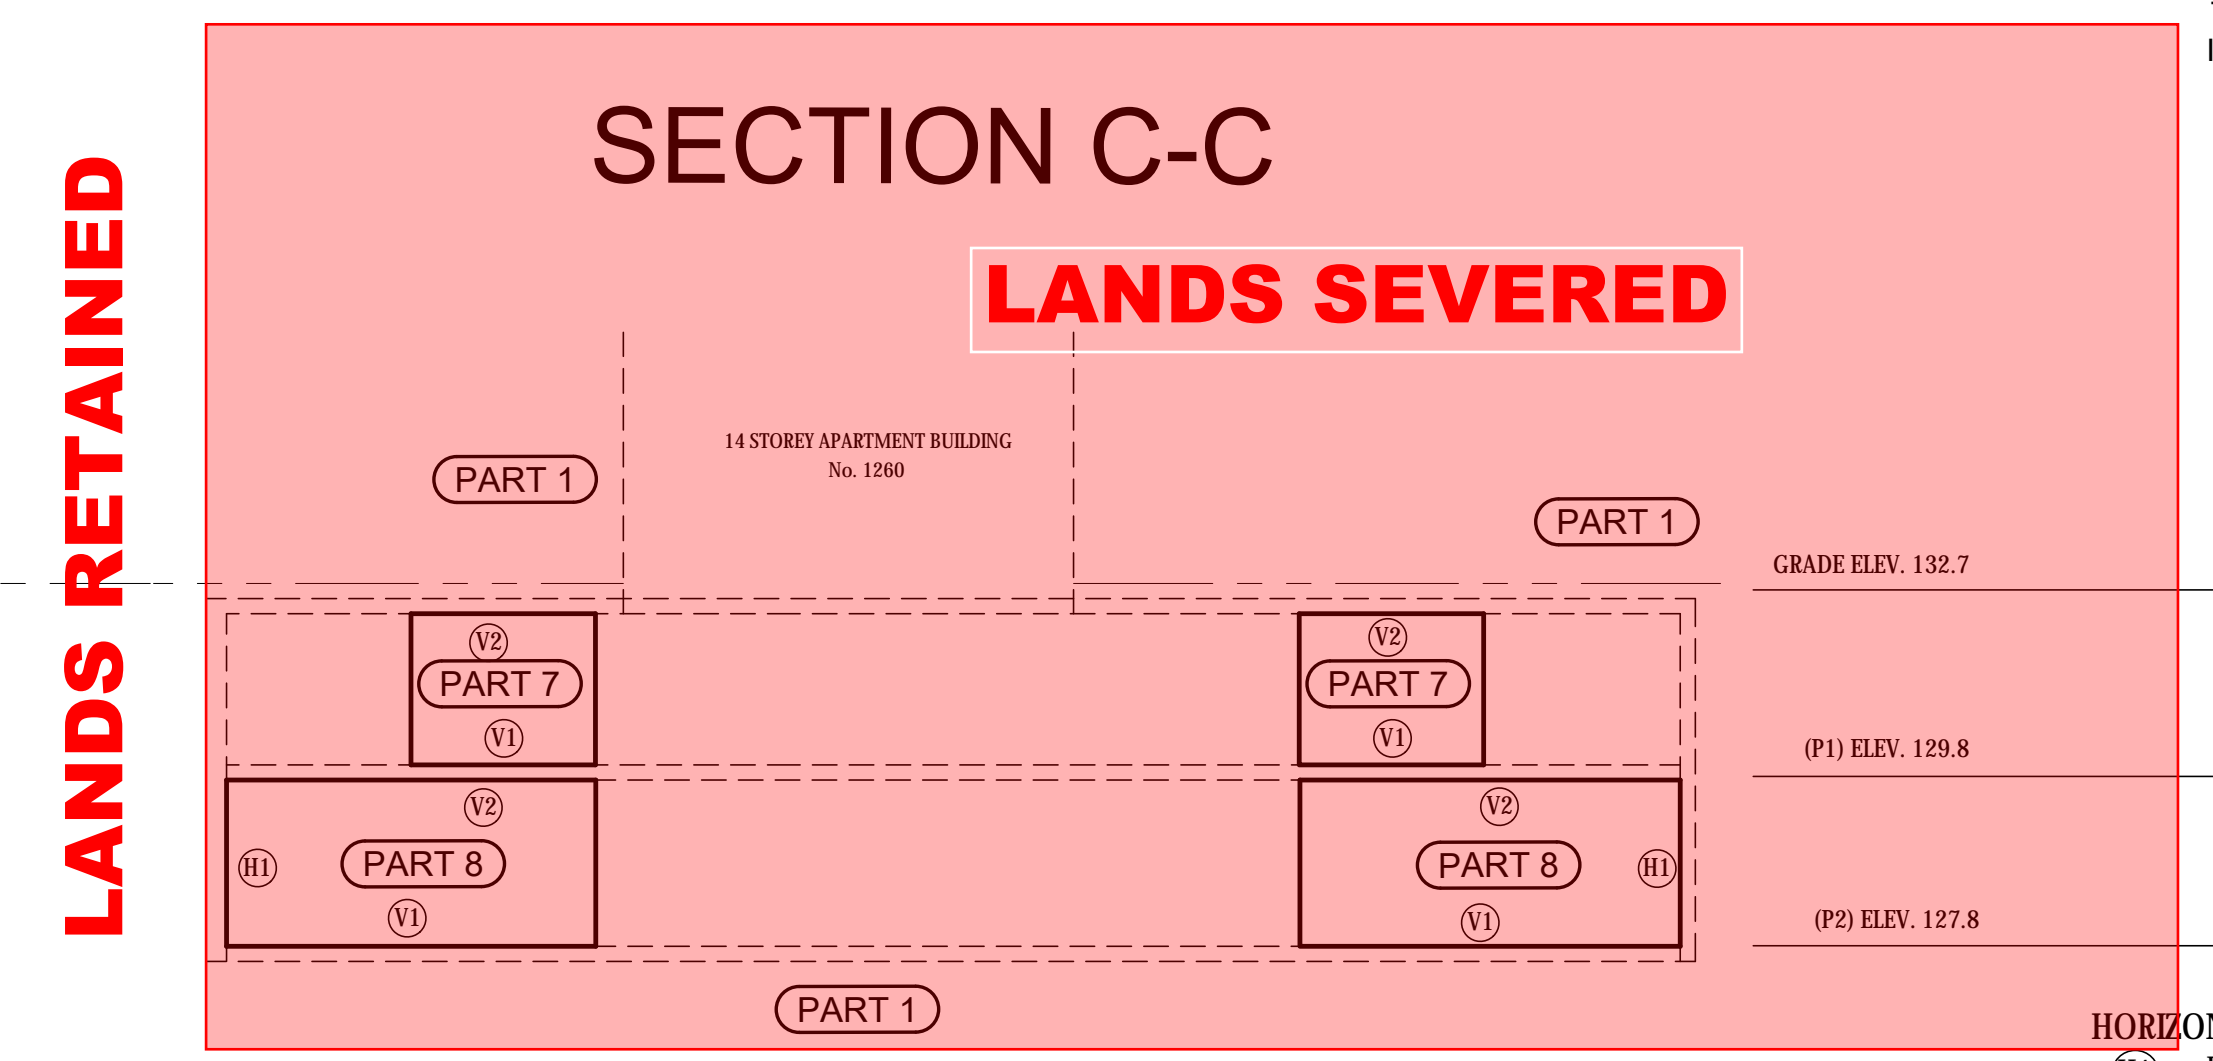 SECTION C-C
LANDS SEVERED
LANDS RETAINED
14 STOREY APARTMENT BUILDING
No. 1260
PART 1
PART 1
GRADE ELEV. 132.7
V2
V2
PART 7
PART 7
V1
V1
(P1) ELEV. 129.8
V2
V2
H1
PART 8
PART 8
H1
V1
V1
(P2) ELEV. 127.8
PART 1